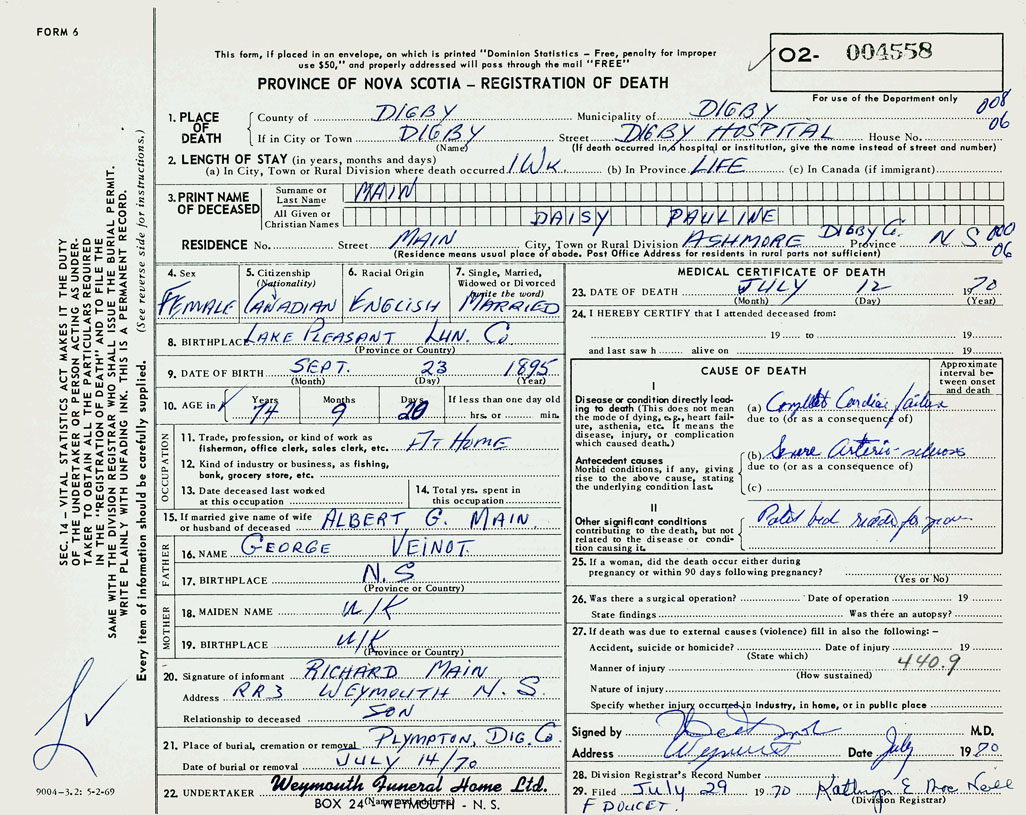 FORM 6
This form, if placed in an envelope, on which is printed "Dominion Statistics – Free, penalty for improper
use $50," and properly addressed will pass through the mail "FREE"
O2- 004558
For use of the Department only
PROVINCE OF NOVA SCOTIA – REGISTRATION OF DEATH
008
06
1. PLACE OF DEATH
County of DIGBY Municipality of DIGBY
If in City or Town DIGBY Street DIGBY HOSPITAL House No.
(Name) (If death occurred in a hospital or institution, give the name instead of street and number)
2. LENGTH OF STAY (in years, months and days)
(a) In City, Town or Rural Division where death occurred 1 WK. (b) In Province LIFE (c) In Canada (if immigrant)
3. PRINT NAME OF DECEASED
Surname or Last Name MAIN
All Given or Christian Names DAISY PAULINE
RESIDENCE No. Street MAIN City, Town or Rural Division ASHMORE DIGBY Co. Province N S 000
06
(Residence means usual place of abode. Post Office Address for residents in rural parts not sufficient)
4. Sex FEMALE
5. Citizenship (Nationality) CANADIAN
6. Racial Origin ENGLISH
7. Single, Married, Widowed or Divorced (write the word) MARRIED
8. BIRTHPLACE LAKE PLEASANT LUN. Co
(Province or Country)
9. DATE OF BIRTH SEPT. 23 1895
(Month) (Day) (Year)
10. AGE in Years 74 Months 9 Days 20 If less than one day old hrs. or min.
OCCUPATION
11. Trade, profession, or kind of work as fisherman, office clerk, sales clerk, etc. AT HOME
12. Kind of industry or business, as fishing, bank, grocery store, etc.
13. Date deceased last worked at this occupation
14. Total yrs. spent in this occupation
15. If married give name of wife or husband of deceased ALBERT G. MAIN
FATHER
16. NAME GEORGE VEINOT.
17. BIRTHPLACE N. S
(Province or Country)
MOTHER
18. MAIDEN NAME U/K
19. BIRTHPLACE U/K
(Province or Country)
20. Signature of informant RICHARD MAIN
Address RR3 WEYMOUTH N. S
Relationship to deceased SON
21. Place of burial, cremation or removal PLYMPTON, DIG. Co.
Date of burial or removal JULY 14/70
22. UNDERTAKER Weymouth Funeral Home Ltd.
(Name and address)
BOX 24 - WEYMOUTH - N. S.
MEDICAL CERTIFICATE OF DEATH
23. DATE OF DEATH JULY 12 1970
(Month) (Day) (Year)
24. I HEREBY CERTIFY that I attended deceased from:
19 to 19
and last saw h alive on 19
CAUSE OF DEATH
Approximate interval between onset and death
I
Disease or condition directly leading to death (This does not mean the mode of dying, e.g., heart failure, asthenia, etc. It means the disease, injury, or complication which caused death.
(a) Complete Cardiac failure
due to (or as a consequence of)
Antecedent causes
Morbid conditions, if any, giving rise to the above cause, stating the underlying condition last.
(b) Severe Arterio-sclerosis
due to (or as a consequence of)
(c)
II
Other significant conditions contributing to the death, but not related to the disease or condition causing it.
for
25. If a woman, did the death occur either during pregnancy or within 90 days following pregnancy?
(Yes or No)
26. Was there a surgical operation? Date of operation 19
State findings Was there an autopsy?
27. If death was due to external causes (violence) fill in also the following: –
Accident, suicide or homicide? Date of injury 19
(State which)
Manner of injury 440.9
(How sustained)
Nature of injury
Specify whether injury occurred in industry, in home, or in public place
Signed by M.D.
Address Weymouth Date July 1970
28. Division Registrar's Record Number
29. Filed July 29 1970 Kathryn E Mac Neill
(Division Registrar)
F DOUCET.
SEC. 14 – VITAL STATISTICS ACT MAKES IT THE DUTY
OF THE UNDERTAKER OR PERSON ACTING AS UNDER-
TAKER TO OBTAIN ALL THE PARTICULARS REQUIRED
IN THE "REGISTRATION OF DEATH" AND TO FILE THE
SAME WITH THE DIVISION REGISTRAR WHO SHALL ISSUE THE BURIAL PERMIT.
WRITE PLAINLY WITH UNFADING INK. THIS IS A PERMANENT RECORD.
Every item of information should be carefully supplied. (See reverse side for instructions.)
9004-3.2: 5-2-69